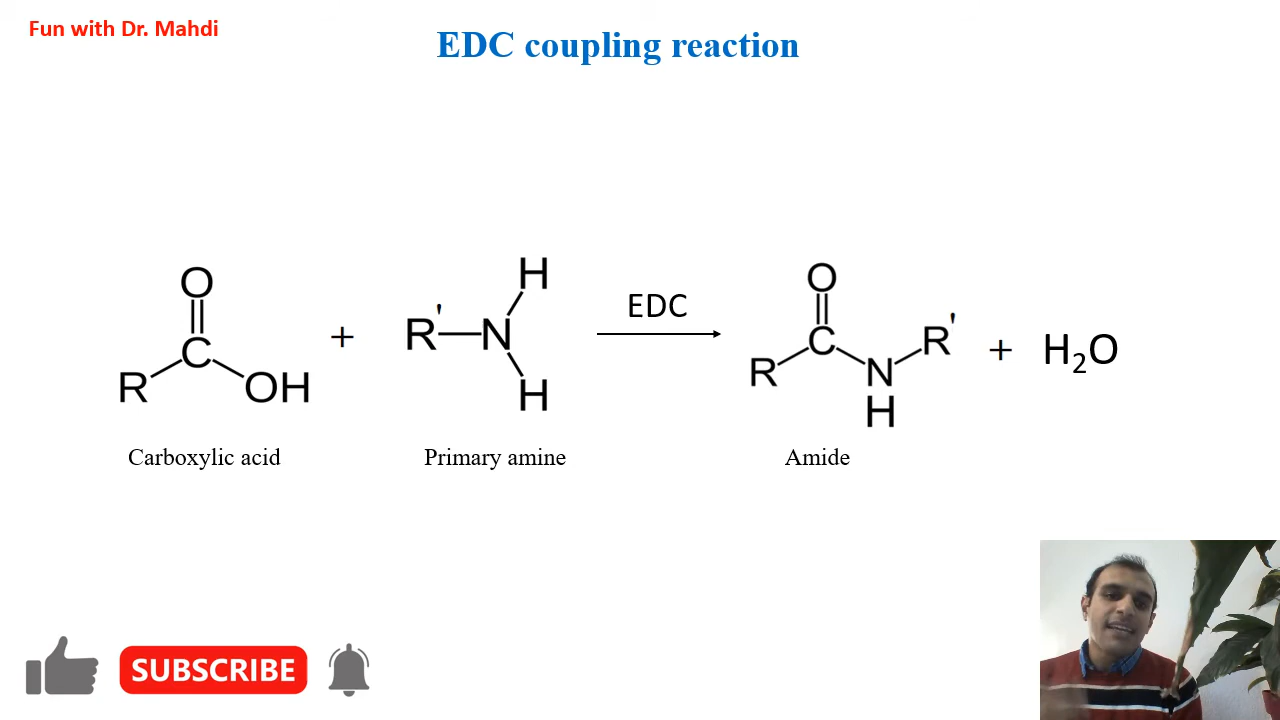 Fun with Dr. Mahdi
EDC coupling reaction
O
C
R
OH
+
R'
N
H
H
EDC
O
C
R
N
H
R'
+
H₂O
Carboxylic acid
Primary amine
Amide
SUBSCRIBE